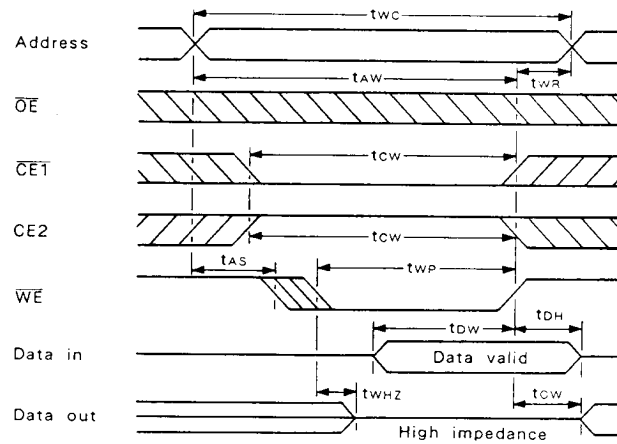 tWC
Address
tAW
tWR
OE
CE1
tCW
CE2
tCW
tAS
tWP
WE
tDW
tDH
Data in
Data valid
tWHZ
tCW
Data out
High impedance